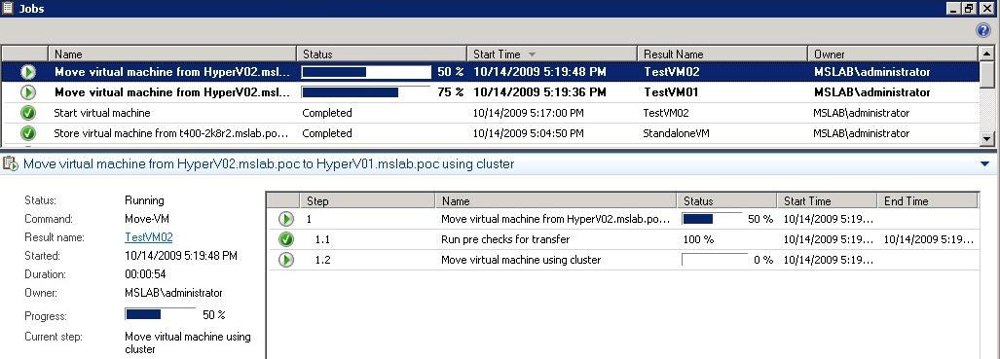 Jobs
Name Status Start Time Result Name Owner
Move virtual machine from HyperV02.msl... 50 % 10/14/2009 5:19:48 PM TestVM02 MSLAB\administrator
Move virtual machine from HyperV02.msl... 75 % 10/14/2009 5:19:36 PM TestVM01 MSLAB\administrator
Start virtual machine Completed 10/14/2009 5:17:00 PM TestVM02 MSLAB\administrator
Store virtual machine from t400-2k8r2.mslab.po... Completed 10/14/2009 5:04:50 PM StandaloneVM MSLAB\administrator
Move virtual machine from HyperV02.mslab.poc to HyperV01.mslab.poc using cluster
Status: Running
Command: Move-VM
Result name: TestVM02
Started: 10/14/2009 5:19:48 PM
Duration: 00:00:54
Owner: MSLAB\administrator
Progress: 50 %
Current step: Move virtual machine using
cluster
Step Name Status Start Time End Time
1 Move virtual machine from HyperV02.mslab.po... 50 % 10/14/2009 5:19...
1.1 Run pre checks for transfer 100 % 10/14/2009 5:19... 10/14/2009 5:19...
1.2 Move virtual machine using cluster 0 % 10/14/2009 5:19...